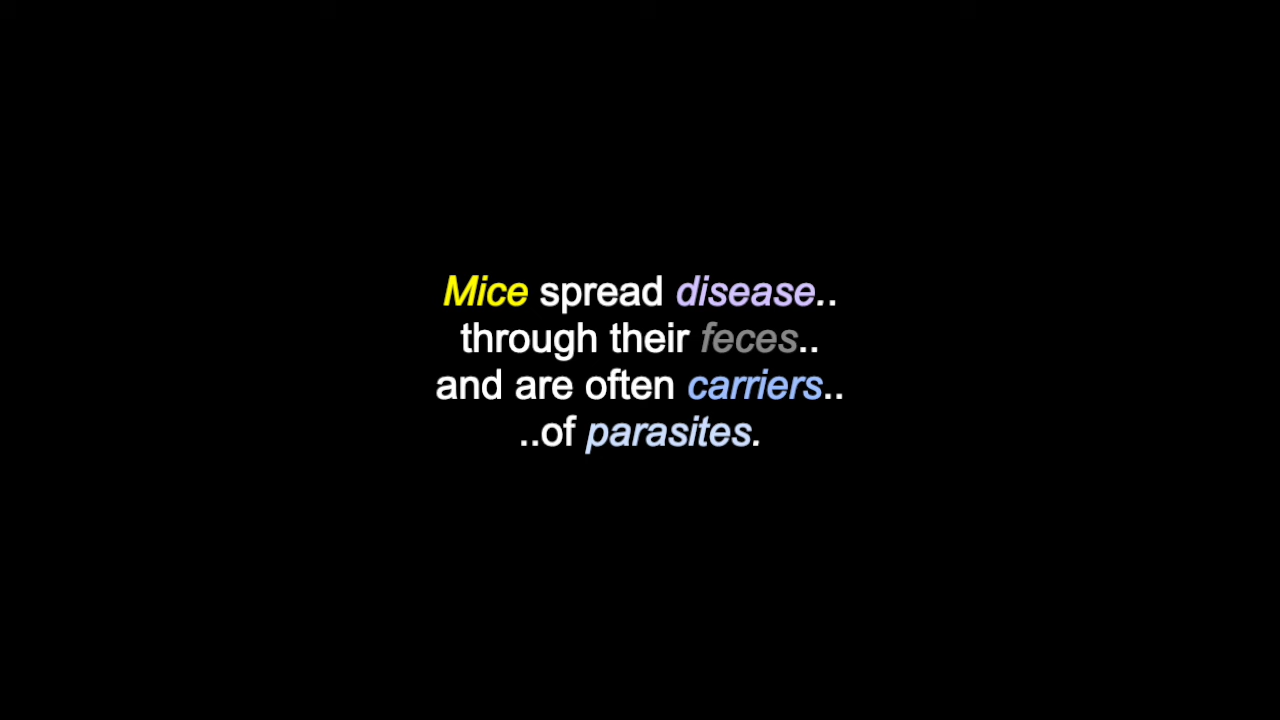 Mice spread disease..
through their feces..
and are often carriers..
..of parasites.